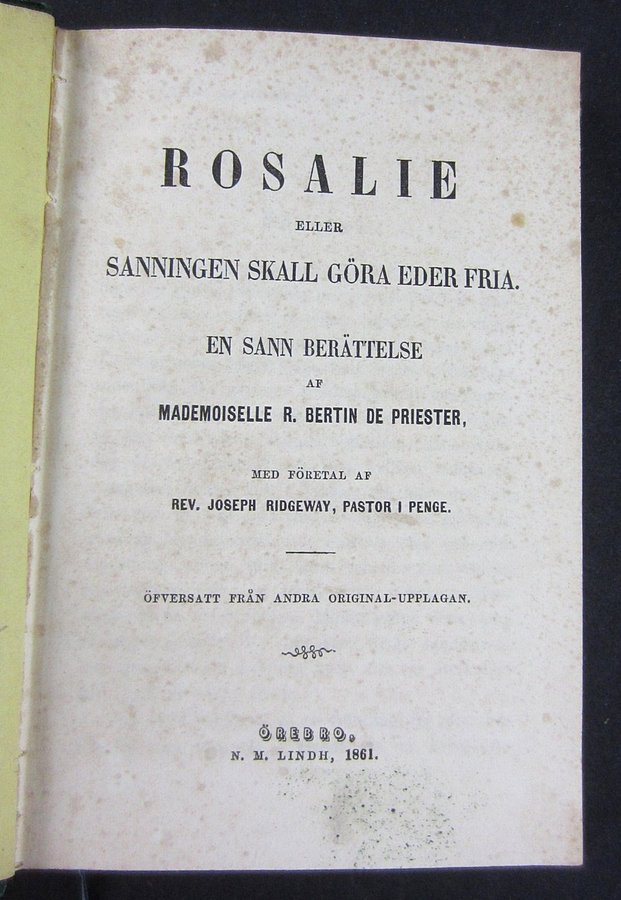 ROSALIE
ELLER
SANNINGEN SKALL GÖRA EDER FRIA.
EN SANN BERÄTTELSE
AF
MADEMOISELLE R. BERTIN DE PRIESTER,
MED FÖRETAL AF
REV. JOSEPH RIDGEWAY, PASTOR I PENGE.
ÖFVERSATT FRÅN ANDRA ORIGINAL-UPPLAGAN.
ÖREBRO,
N. M. LINDH, 1861.